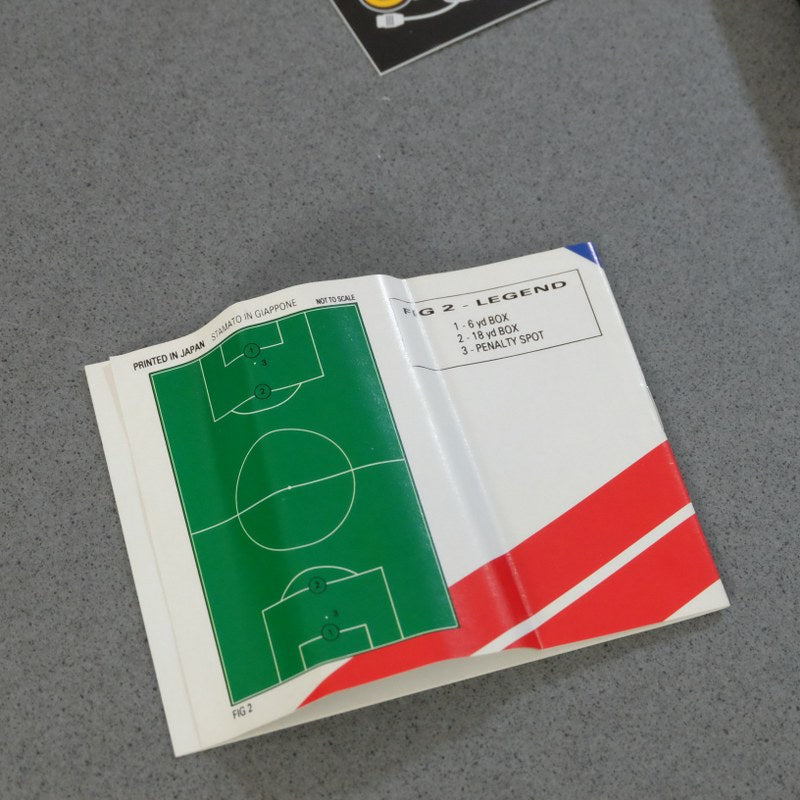 PRINTED IN JAPAN STAMATO IN GIAPPONE NOT TO SCALE
1
3
2
2
3
1
FIG 2
FIG 2 - LEGEND
1 - 6 yd BOX
2 - 18 yd BOX
3 - PENALTY SPOT